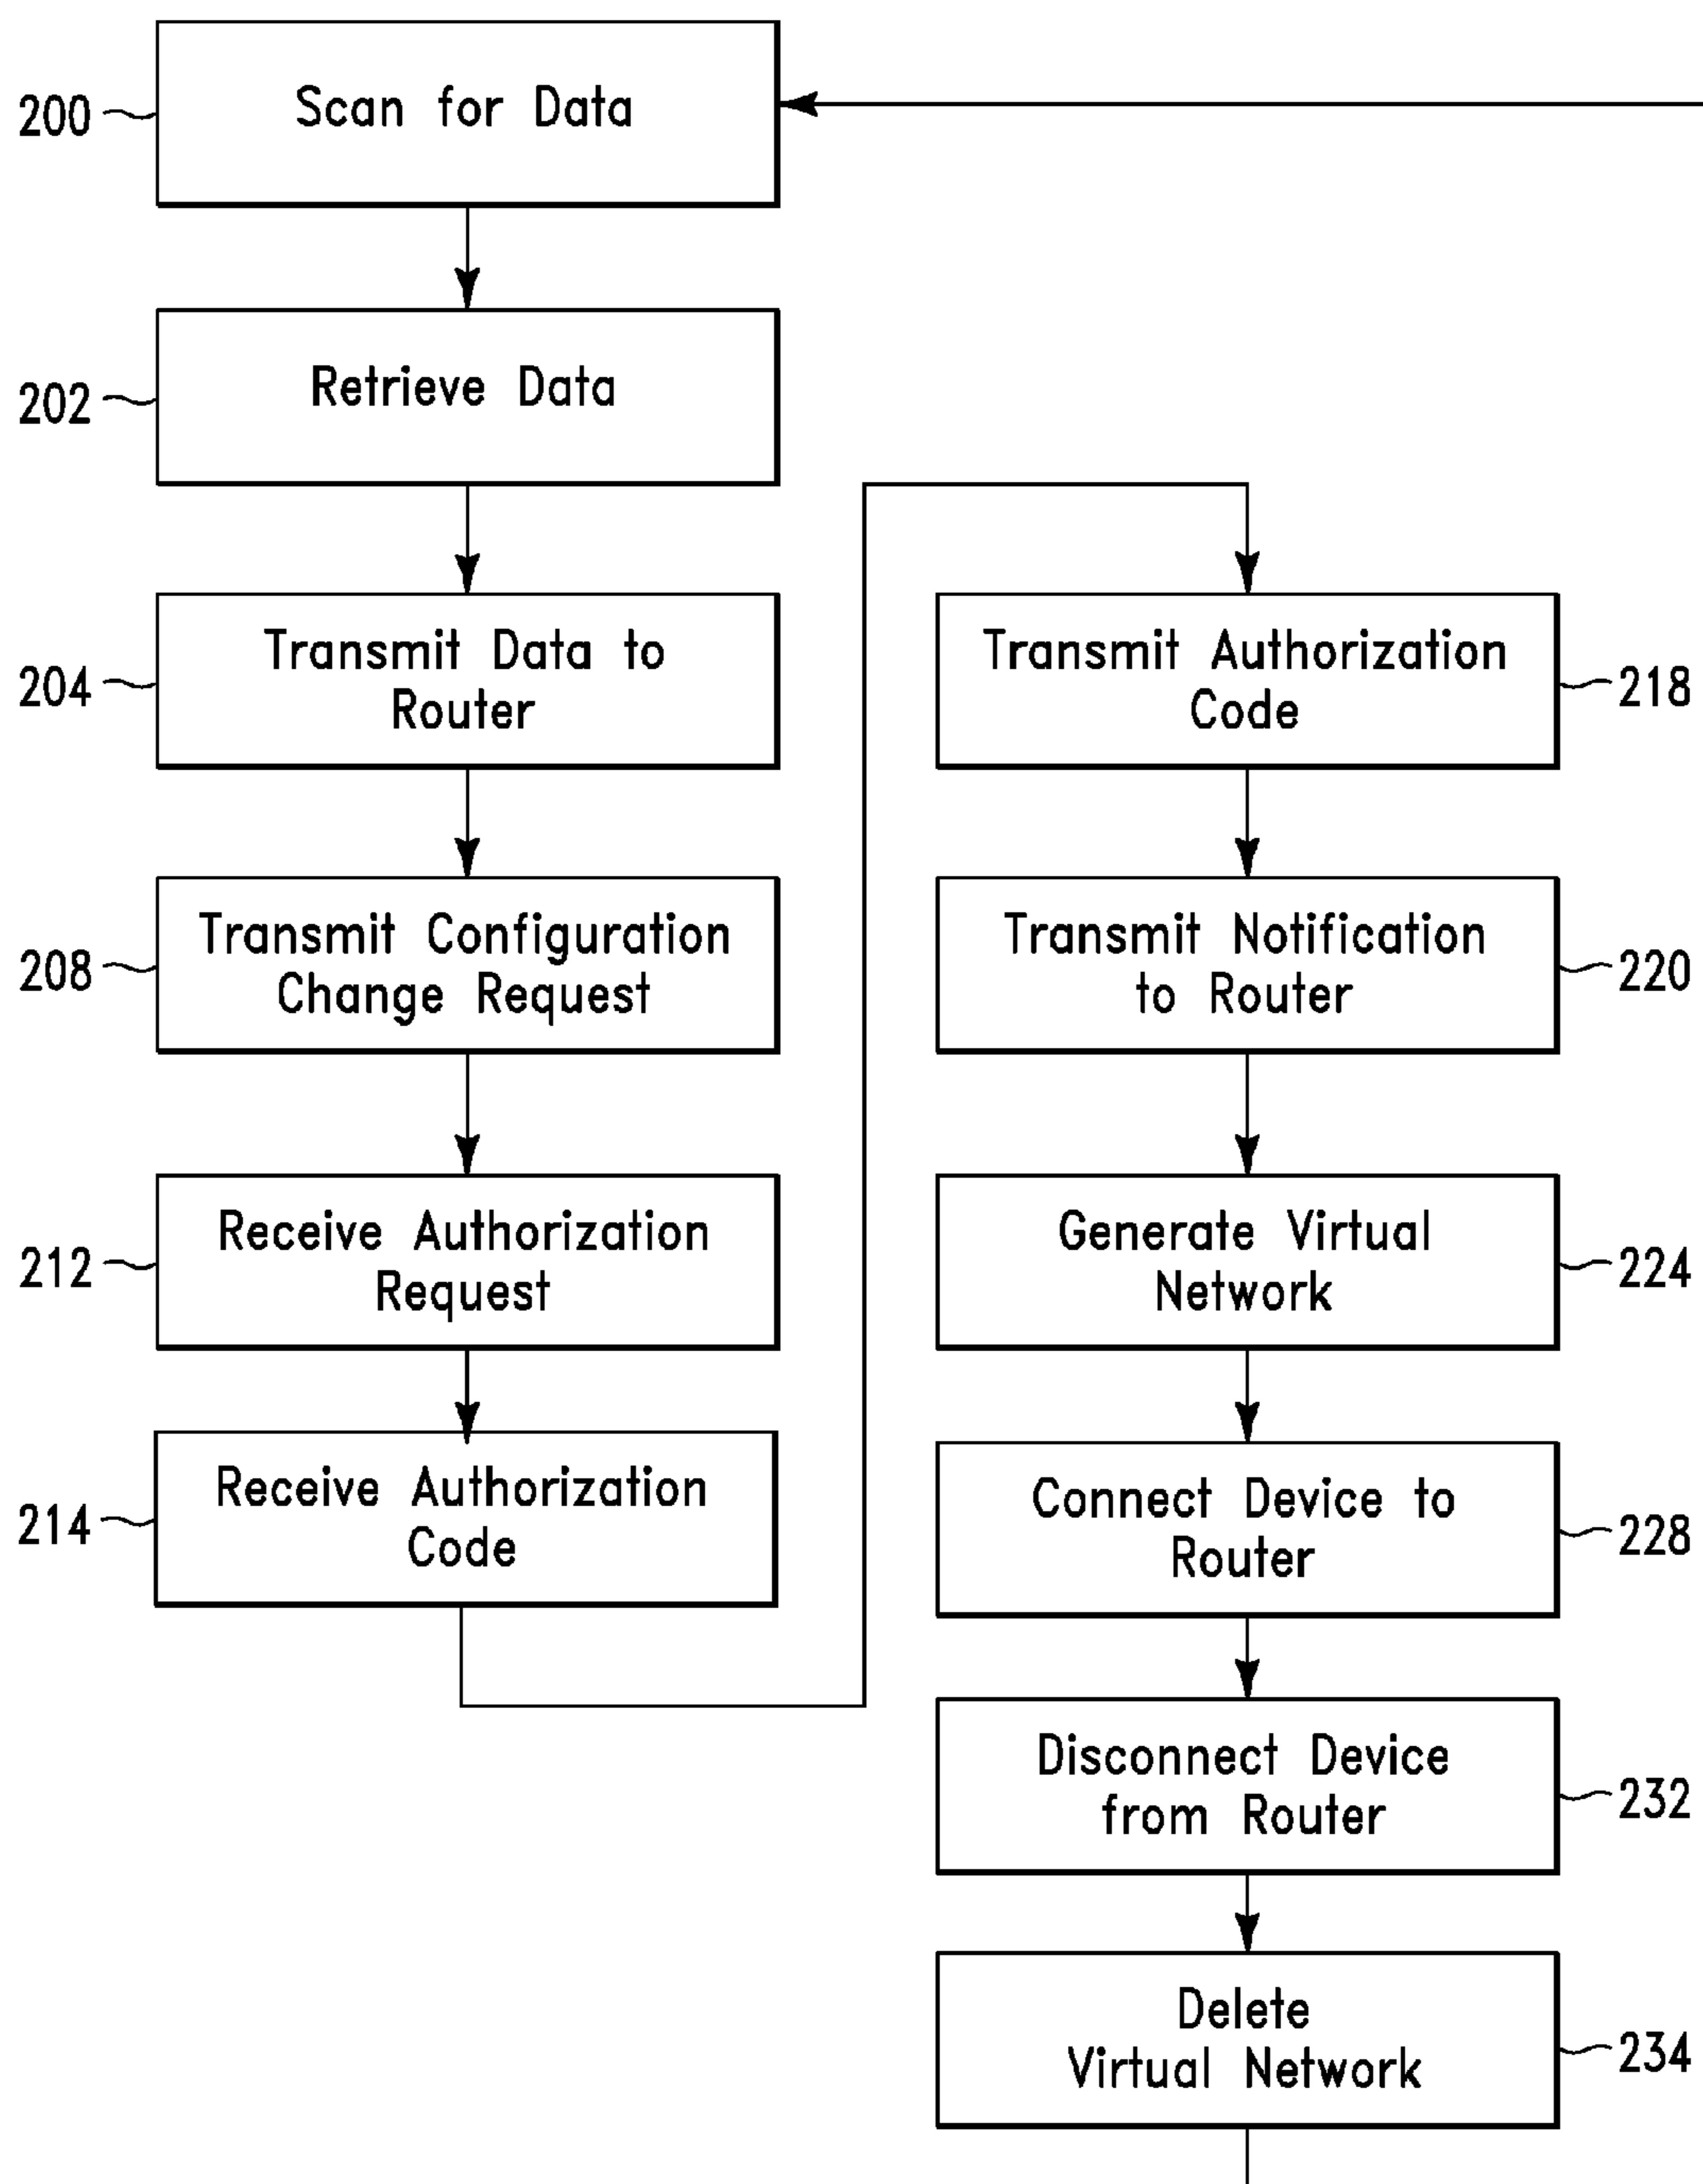 200
Scan for Data
202
Retrieve Data
204
Transmit Data to
Router
208
Transmit Configuration
Change Request
212
Receive Authorization
Request
214
Receive Authorization
Code
Transmit Authorization
Code
218
Transmit Notification
to Router
220
Generate Virtual
Network
224
Connect Device to
Router
228
Disconnect Device
from Router
232
Delete
Virtual Network
234